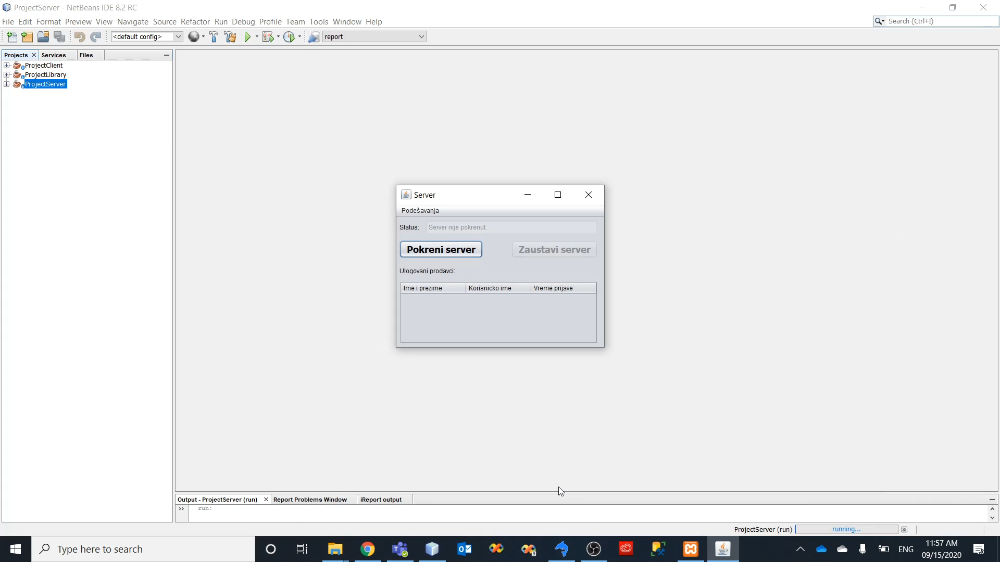 ProjectServer - NetBeans IDE 8.2 RC
File Edit Format Preview View Navigate Source Refactor Run Debug Profile Team Tools Window Help
Search (Ctrl+I)
<default config>
report
Projects Services Files
ProjectClient
ProjectLibrary
ProjectServer
Server
Podešavanja
Status: Server nije pokrenut.
Pokreni server Zaustavi server
Ulogovani prodavci:
Ime i prezime Korisnicko ime Vreme prijave
Output - ProjectServer (run) Report Problems Window iReport output
run:
ProjectServer (run) running...
Type here to search
ENG
11:57 AM
09/15/2020